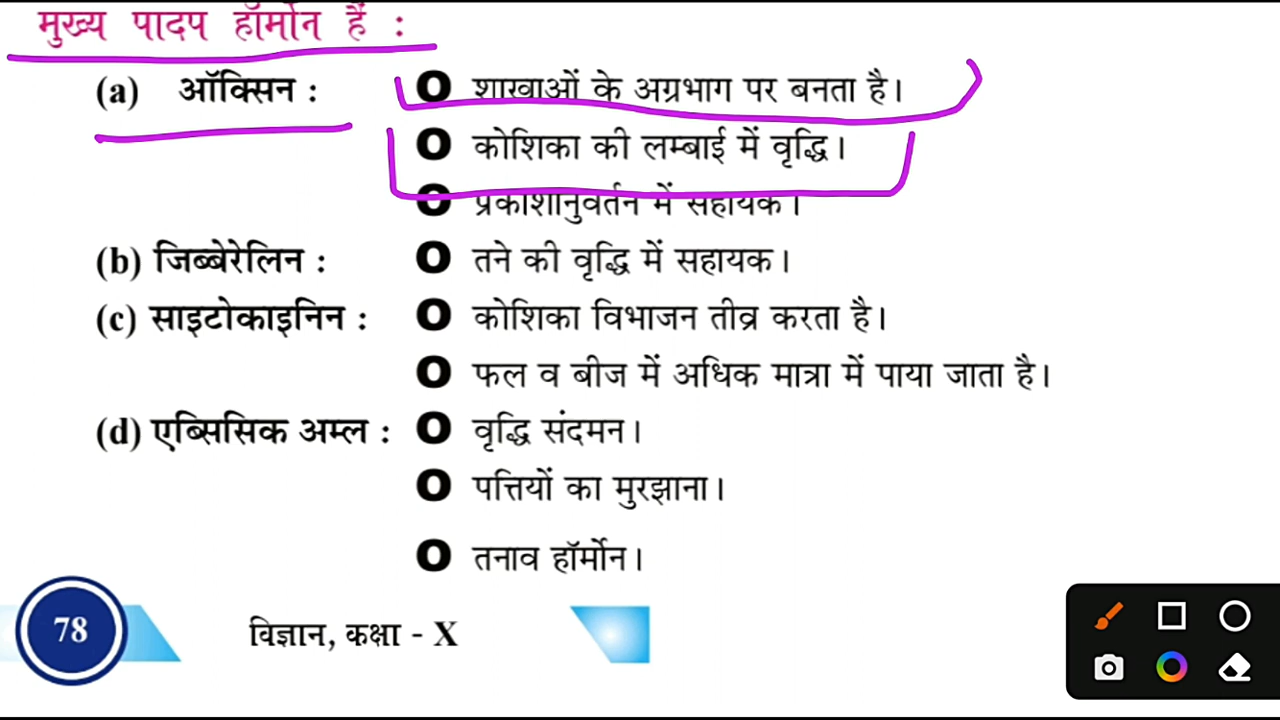 मुख्य पादप हॉर्मोन हैं :
(a) ऑक्सिन : O शाखाओं के अग्रभाग पर बनता है।
O कोशिका की लम्बाई में वृद्धि।
O प्रकाशानुवर्तन में सहायक।
(b) जिब्बेरेलिन : O तने की वृद्धि में सहायक।
(c) साइटोकाइनिन : O कोशिका विभाजन तीव्र करता है।
O फल व बीज में अधिक मात्रा में पाया जाता है।
(d) एब्सिसिक अम्ल : O वृद्धि संदमन।
O पत्तियों का मुरझाना।
O तनाव हॉर्मोन।
78 विज्ञान, कक्षा - X